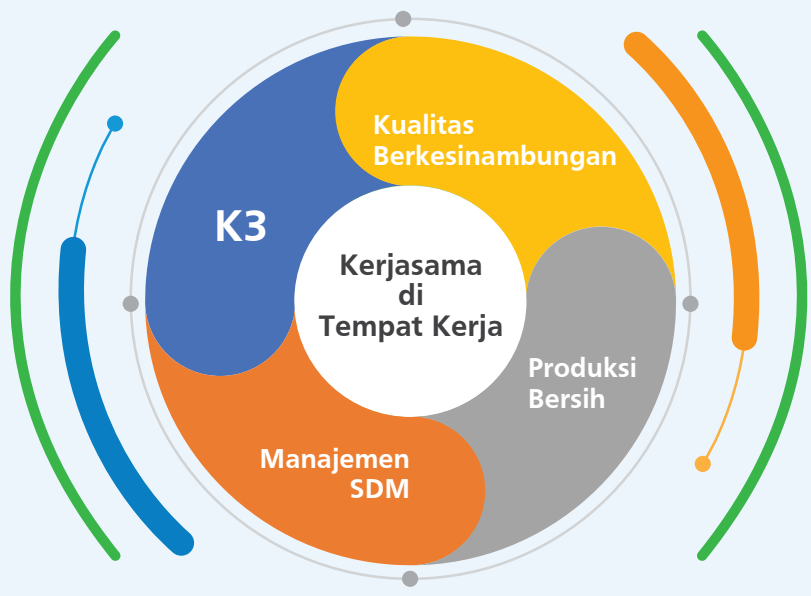 Kualitas
Berkesinambungan
K3
Kerjasama
di
Tempat Kerja
Produksi
Bersih
Manajemen
SDM